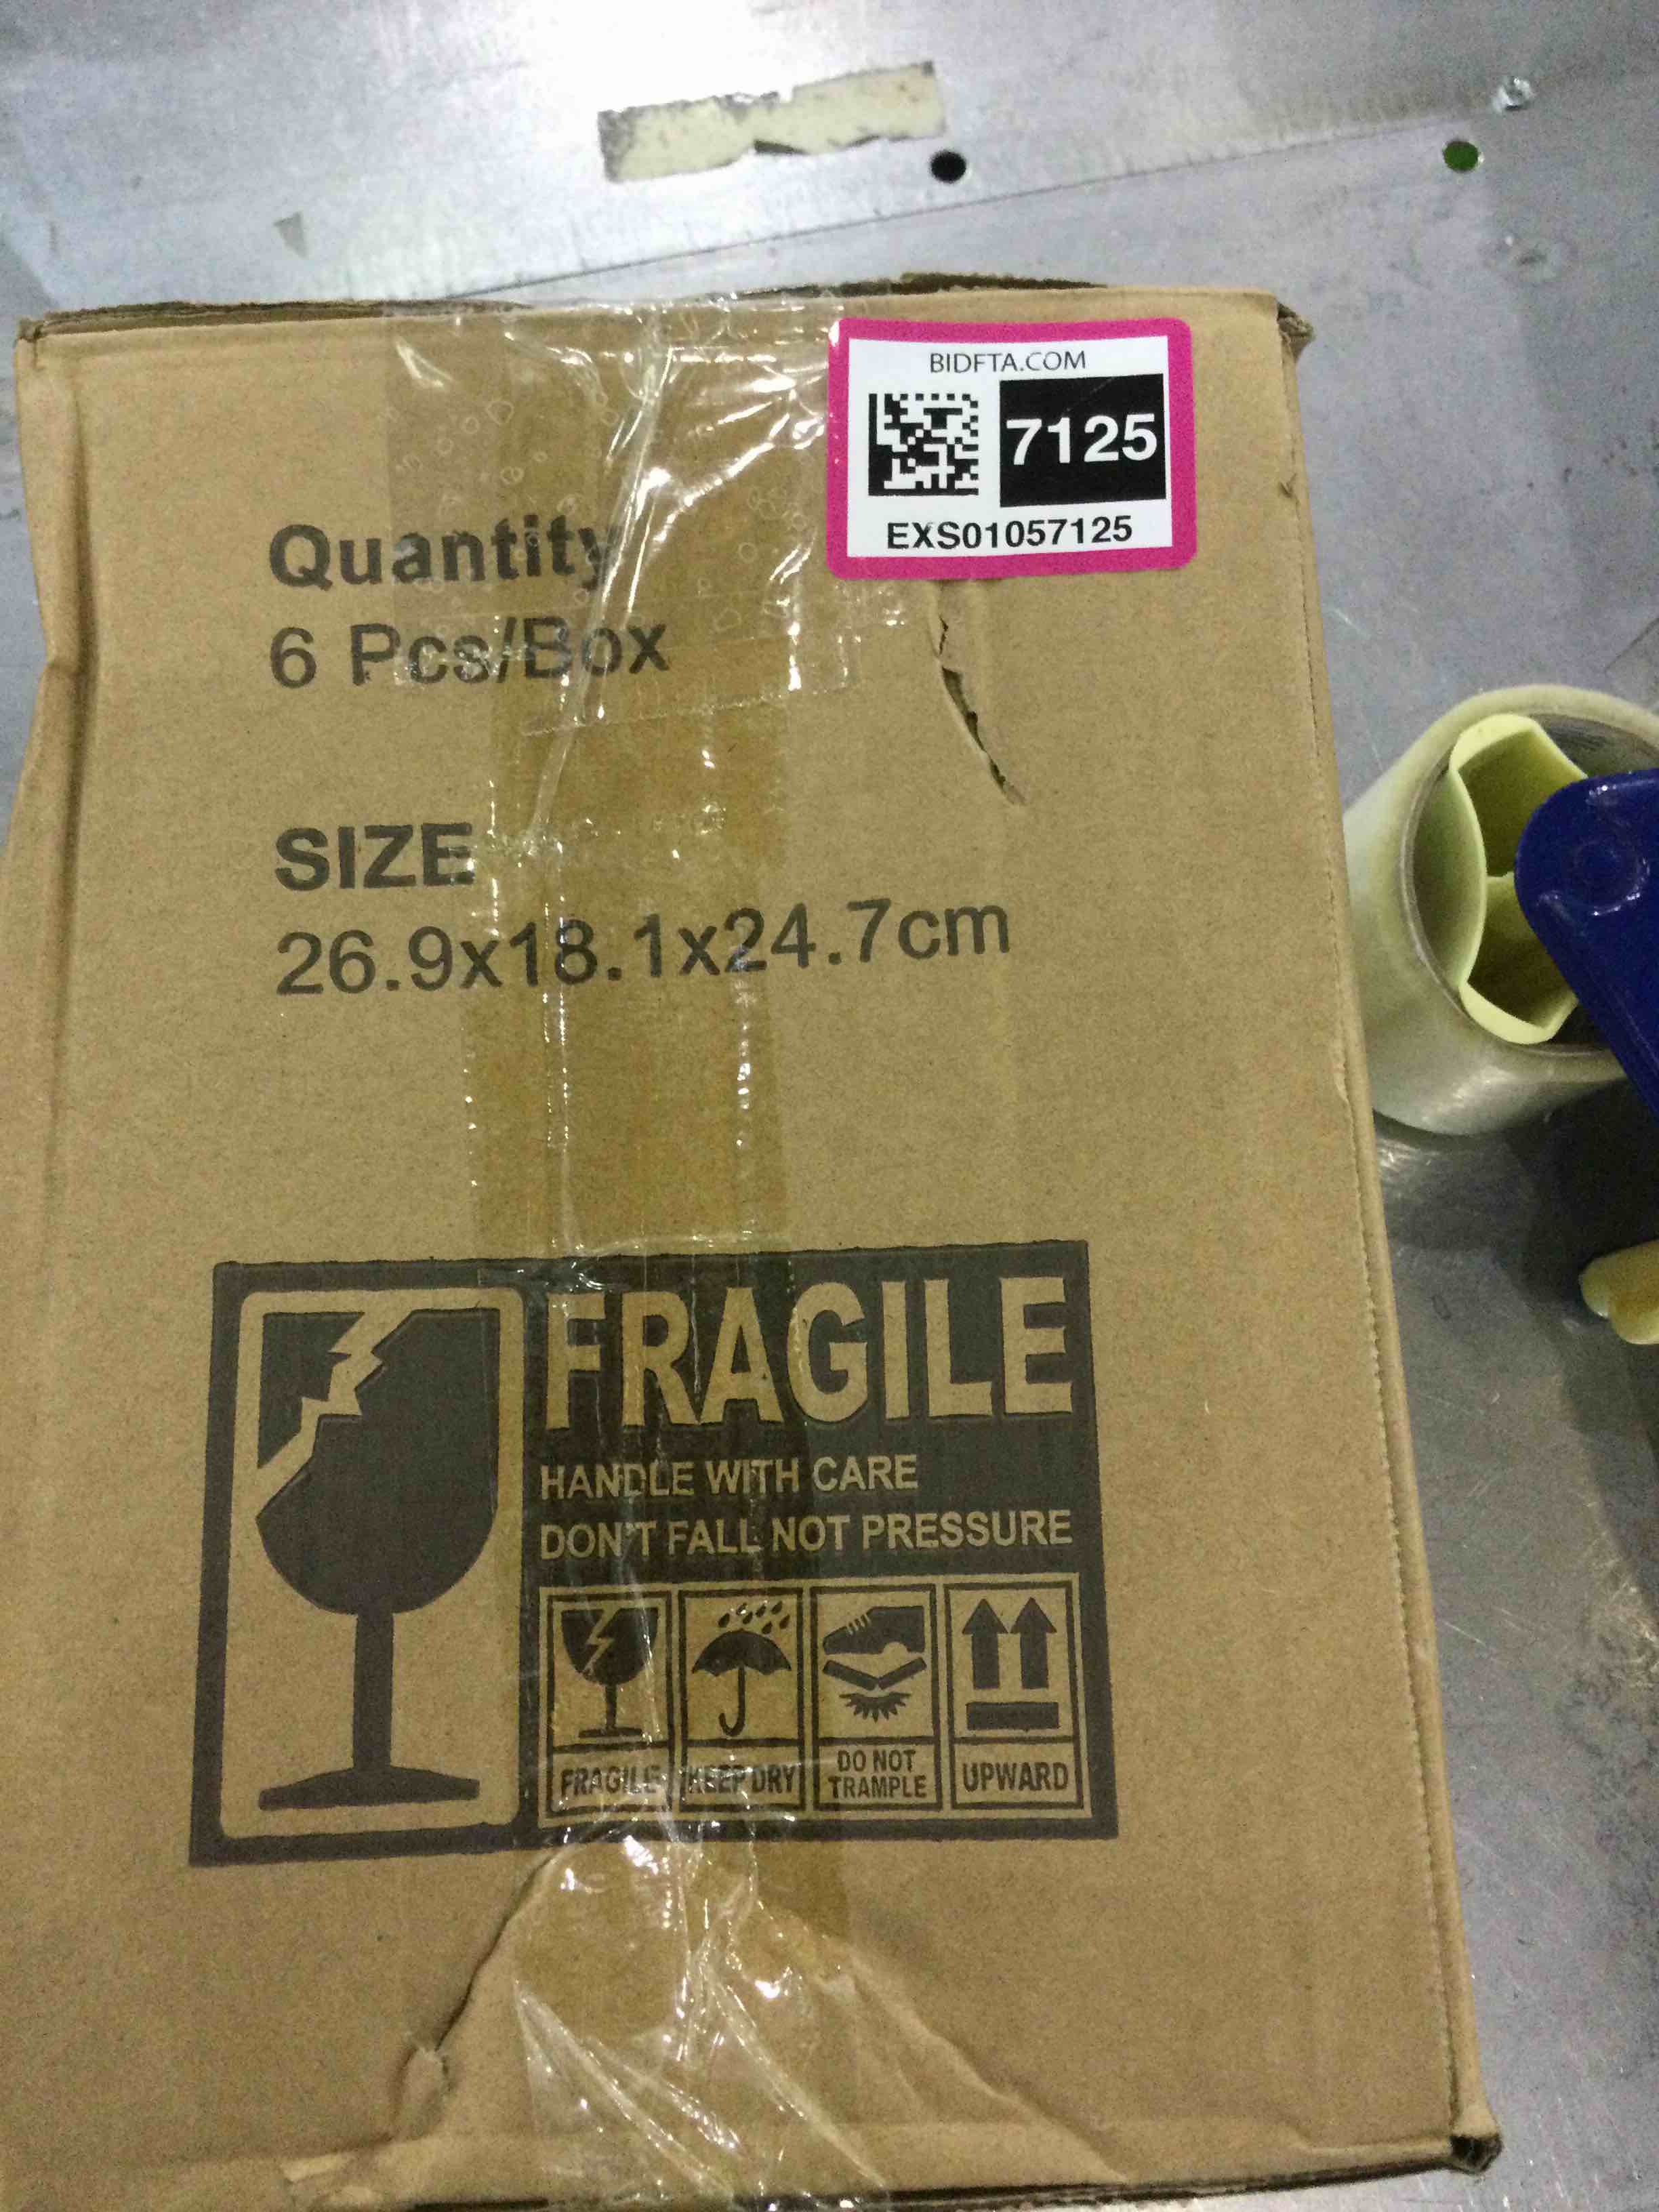 BIDFTA.COM
7125
EXS01057125
Quantity
6 Pcs/Box
SIZE
26.9x18.1x24.7cm
FRAGILE
HANDLE WITH CARE
DON'T FALL NOT PRESSURE
FRAGILE
KEEP DRY
DO NOT
TRAMPLE
UPWARD